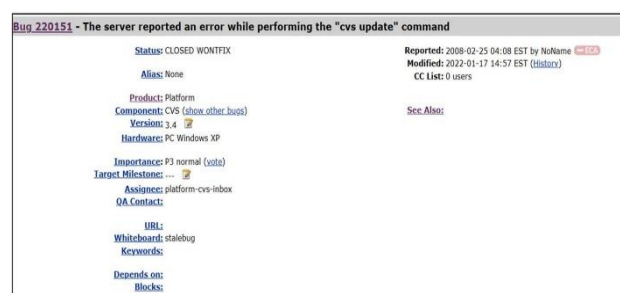 Bug 220151 - The server reported an error while performing the "cvs update" command
Status: CLOSED WONTFIX
Alias: None
Product: Platform
Component: CVS (show other bugs)
Version: 3.4
Hardware: PC Windows XP
Importance: P3 normal (vote)
Target Milestone: ---
Assignee: platform-cvs-inbox
QA Contact:
URL:
Whiteboard: stalebug
Keywords:
Depends on:
Blocks:
Reported: 2008-02-25 04:08 EST by NoName ECA
Modified: 2022-01-17 14:57 EST (History)
CC List: 0 users
See Also: